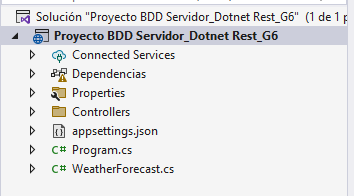 Solución "Proyecto BDD Servidor_Dotnet Rest_G6" (1 de 1 p
Proyecto BDD Servidor_Dotnet Rest_G6
Connected Services
Dependencias
Properties
Controllers
appsettings.json
C# Program.cs
C# WeatherForecast.cs